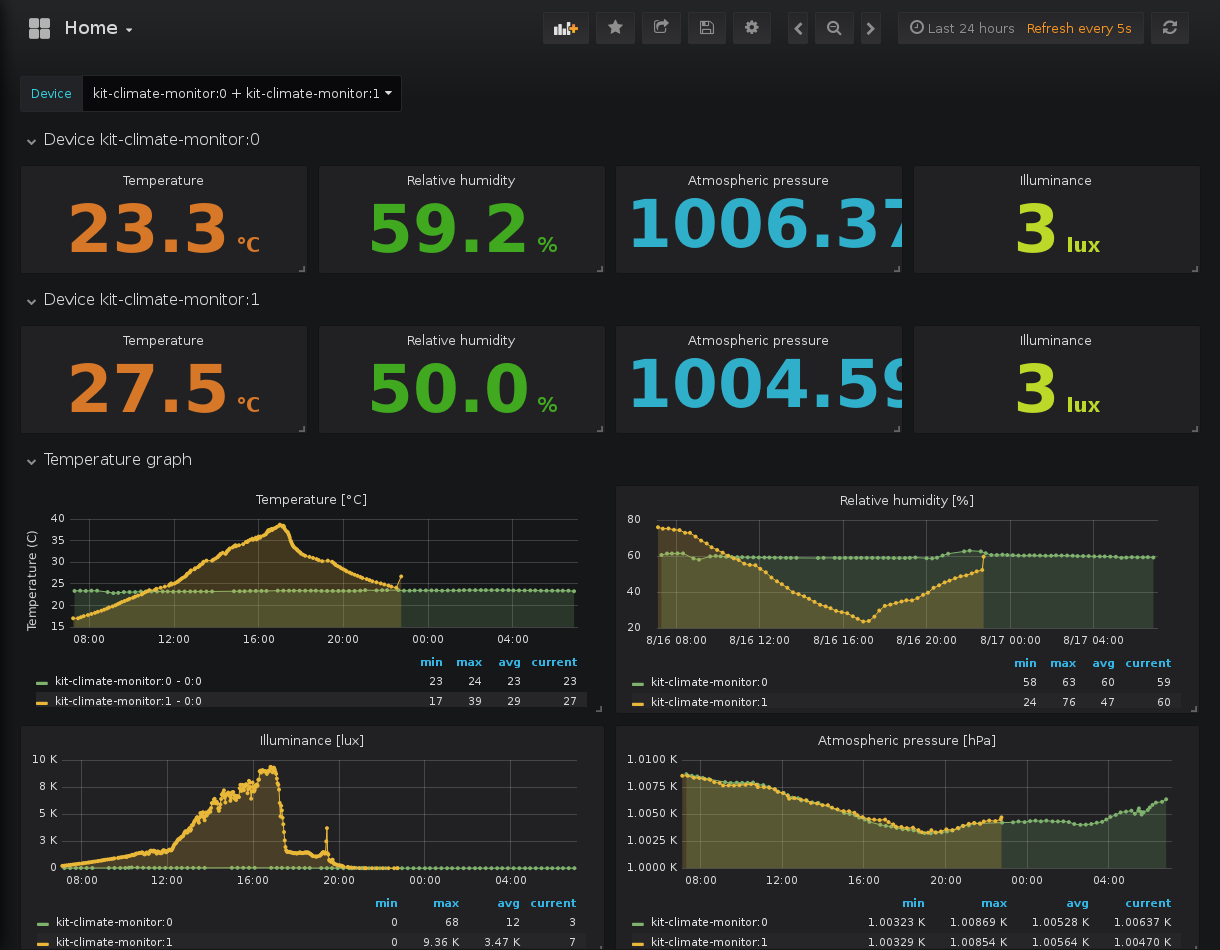 Home
Last 24 hours Refresh every 5s
Device kit-climate-monitor:0 + kit-climate-monitor:1
Device kit-climate-monitor:0
Temperature Relative humidity Atmospheric pressure Illuminance
23.3 °C 59.2 % 1006.37 3 lux
Device kit-climate-monitor:1
Temperature Relative humidity Atmospheric pressure Illuminance
27.5 °C 50.0 % 1004.59 3 lux
Temperature graph
Temperature [°C]
Temperature (C)
40
35
30
25
20
15
08:00 12:00 16:00 20:00 00:00 04:00
min max avg current
kit-climate-monitor:0 - 0:0 23 24 23 23
kit-climate-monitor:1 - 0:0 17 39 29 27
Relative humidity [%]
80
60
40
20
8/16 08:00 8/16 12:00 8/16 16:00 8/16 20:00 8/17 00:00 8/17 04:00
min max avg current
kit-climate-monitor:0 58 63 60 59
kit-climate-monitor:1 24 76 47 60
Illuminance [lux]
10 K
8 K
5 K
3 K
0
08:00 12:00 16:00 20:00 00:00 04:00
min max avg current
kit-climate-monitor:0 0 68 12 3
kit-climate-monitor:1 0 9.36 K 3.47 K 7
Atmospheric pressure [hPa]
1.0100 K
1.0075 K
1.0050 K
1.0025 K
1.0000 K
08:00 12:00 16:00 20:00 00:00 04:00
min max avg current
kit-climate-monitor:0 1.00323 K 1.00869 K 1.00528 K 1.00637 K
kit-climate-monitor:1 1.00329 K 1.00854 K 1.00564 K 1.00470 K